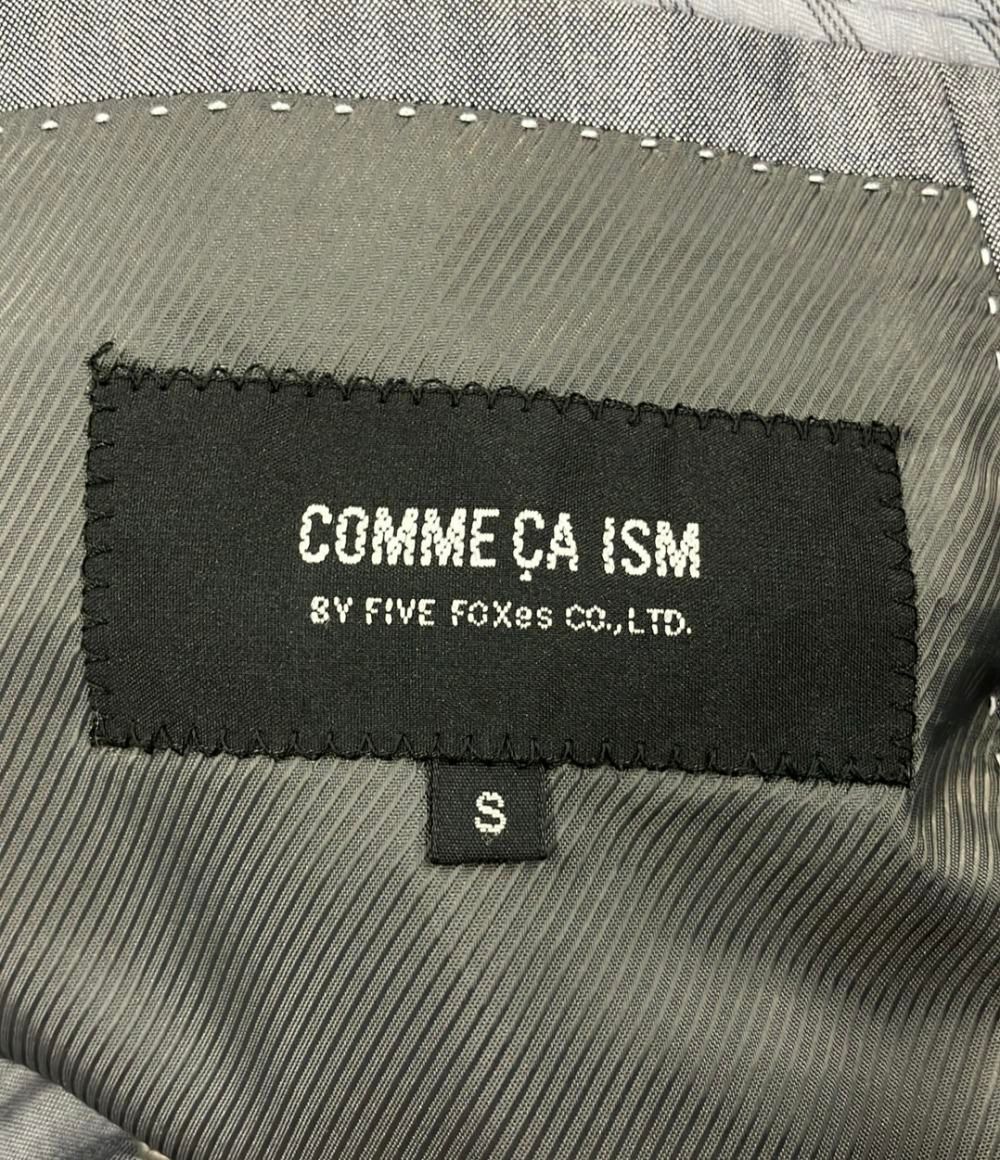 COMME ÇA ISM
BY FIVE FOXes CO.,LTD.
S